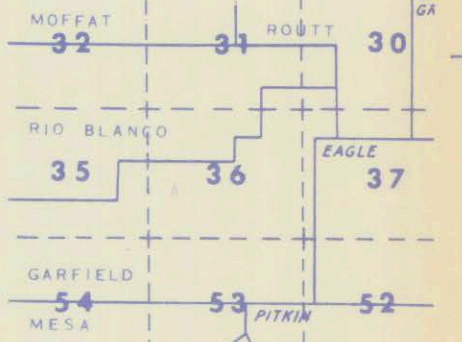 GA
MOFFAT ROUTT
32 31 30
RIO BLANCO
EAGLE
35 36 37
GARFIELD
54 53 52
PITKIN
MESA